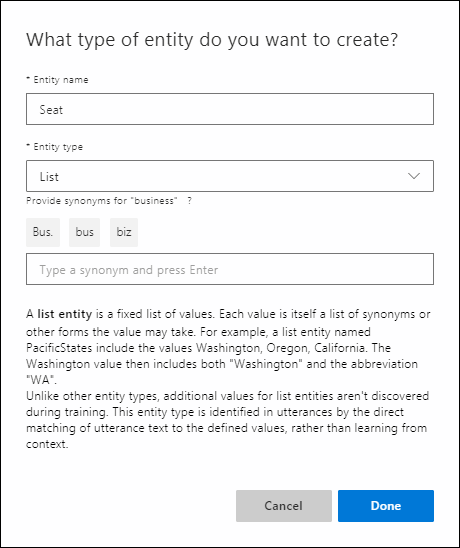 What type of entity do you want to create?
* Entity name
Seat
* Entity type
List
Provide synonyms for "business" ?
Bus. bus biz
Type a synonym and press Enter
A list entity is a fixed list of values. Each value is itself a list of synonyms or
other forms the value may take. For example, a list entity named
PacificStates include the values Washington, Oregon, California. The
Washington value then includes both "Washington" and the abbreviation
"WA".
Unlike other entity types, additional values for list entities aren't discovered
during training. This entity type is identified in utterances by the direct
matching of utterance text to the defined values, rather than learning from
context.
Cancel Done